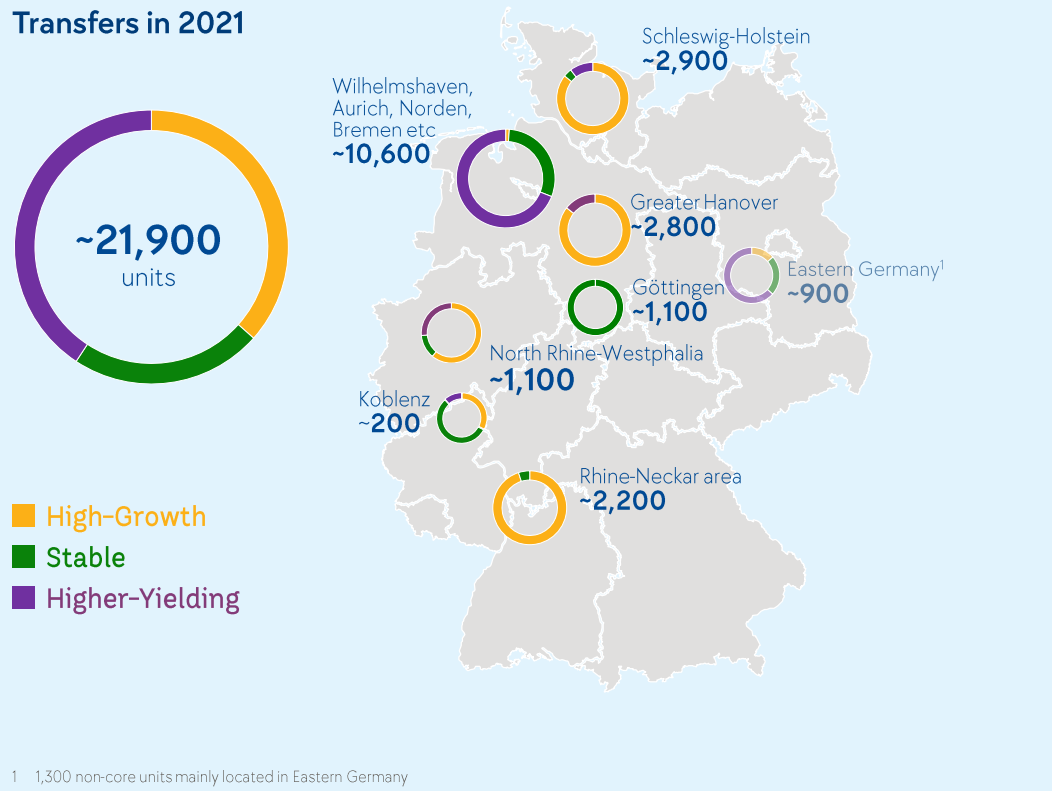 Transfers in 2021
~21,900
units
Schleswig-Holstein
~2,900
Wilhelmshaven,
Aurich, Norden,
Bremen etc
~10,600
Greater Hanover
~2,800
Eastern Germany¹
~900
Göttingen
~1,100
North Rhine-Westphalia
~1,100
Koblenz
~200
Rhine-Neckar area
~2,200
High-Growth
Stable
Higher-Yielding
1 1,300 non-core units mainly located in Eastern Germany